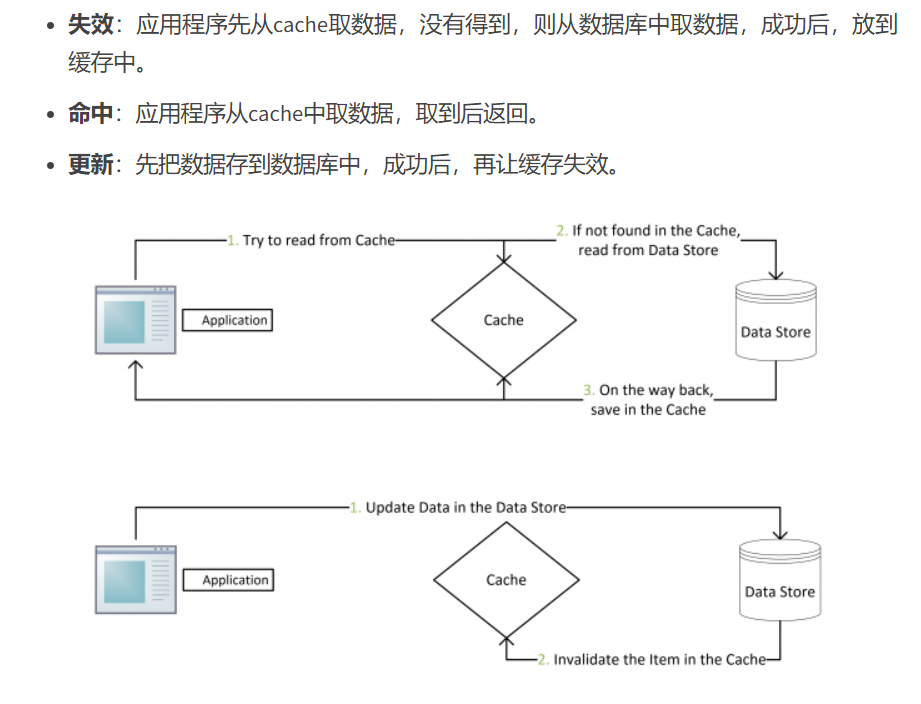 失效：应用程序先从cache取数据，没有得到，则从数据库中取数据，成功后，放到
缓存中。
命中：应用程序从cache中取数据，取到后返回。
更新：先把数据存到数据库中，成功后，再让缓存失效。
1. Try to read from Cache
2. If not found in the Cache,
read from Data Store
Application
Cache
Data Store
3. On the way back,
save in the Cache
1. Update Data in the Data Store
Application
Cache
Data Store
2. Invalidate the Item in the Cache